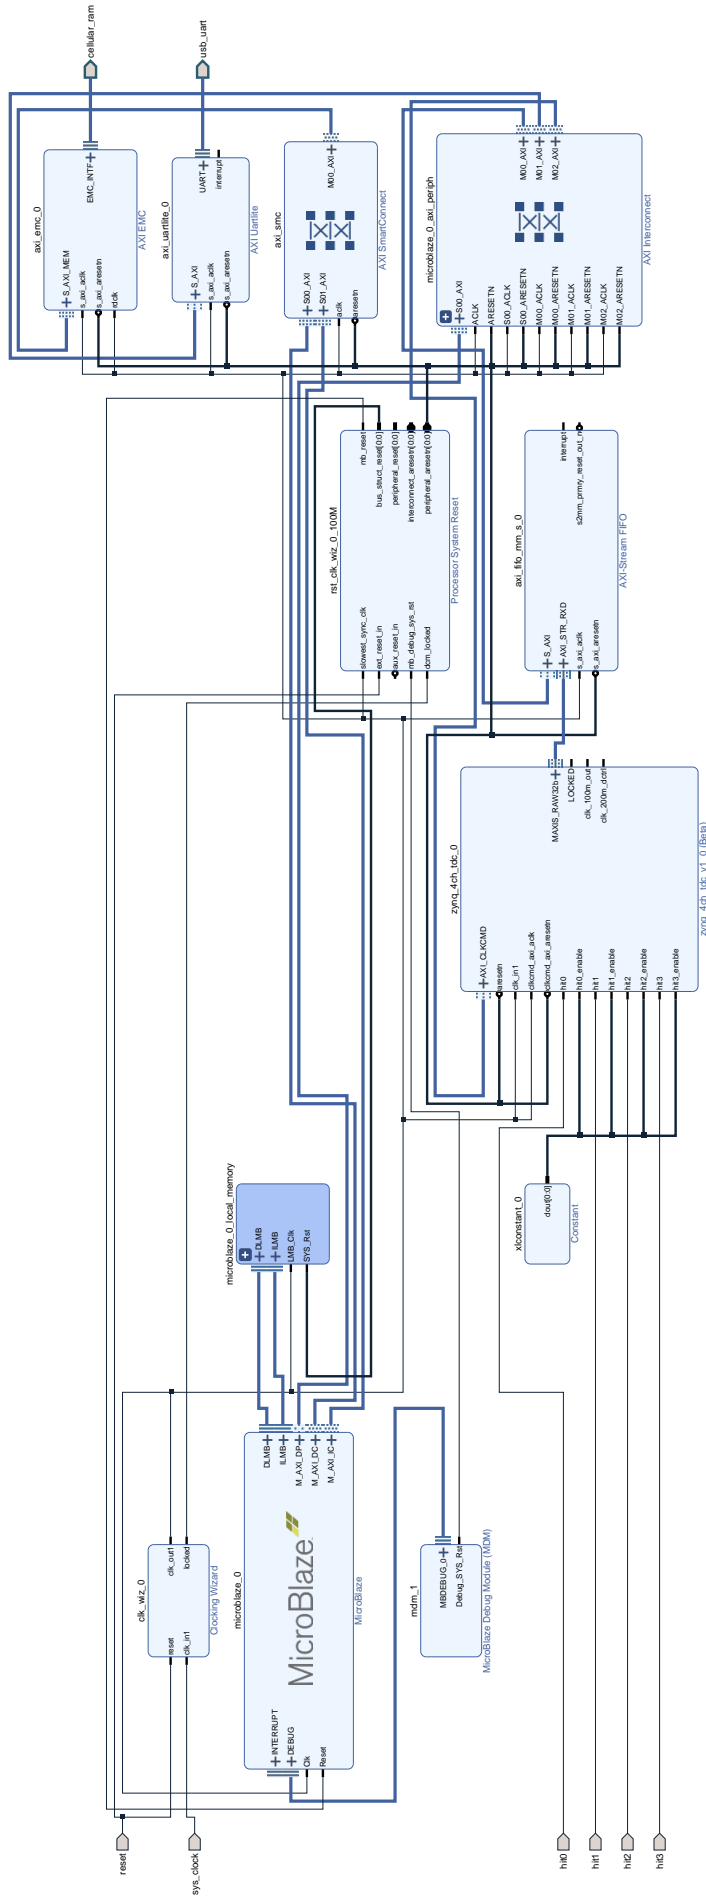 reset
sys_clock
hit0
hit1
hit2
hit3
clk_wiz_0
reset
clk_in1
clk_out1
locked
Clocking Wizard
microblaze_0
INTERRUPT
DEBUG
Clk
Reset
DLMB
ILMB
M_AXI_DP
M_AXI_DC
M_AXI_IC
MicroBlaze
MicroBlaze
mdm_1
MBDEBUG_0
Debug_SYS_Rst
MicroBlaze Debug Module (MDM)
microblaze_0_local_memory
DLMB
ILMB
LMB_Clk
SYS_Rst
xlconstant_0
dout[0:0]
Constant
zynq_4ch_tdc_0
AXI_CLKCMD
aresetn
clk_in1
clkcmd_axi_aclk
clkcmd_axi_aresetn
hit0
hit0_enable
hit1
hit1_enable
hit2
hit2_enable
hit3
hit3_enable
MAXIS_RAW32b
LOCKED
clk_100m_out
clk_200m_dctrl
zynq_4ch_tdc_v1_0 (Beta)
rst_clk_wiz_0_100M
slowest_sync_clk
ext_reset_in
aux_reset_in
mb_debug_sys_rst
dcm_locked
mb_reset
bus_struct_reset[0:0]
peripheral_reset[0:0]
interconnect_aresetn[0:0]
peripheral_aresetn[0:0]
Processor System Reset
axi_fifo_mm_s_0
S_AXI
AXI_STR_RXD
s_axi_aclk
s_axi_aresetn
interrupt
s2mm_prmry_reset_out_n
AXI-Stream FIFO
axi_emc_0
S_AXI_MEM
s_axi_aclk
s_axi_aresetn
rdclk
EMC_INTF
AXI EMC
axi_uartlite_0
S_AXI
s_axi_aclk
s_axi_aresetn
UART
interrupt
AXI Uartlite
axi_smc
S00_AXI
S01_AXI
aclk
aresetn
M00_AXI
AXI SmartConnect
microblaze_0_axi_periph
S00_AXI
ACLK
ARESETN
S00_ACLK
S00_ARESETN
M00_ACLK
M00_ARESETN
M01_ACLK
M01_ARESETN
M02_ACLK
M02_ARESETN
M00_AXI
M01_AXI
M02_AXI
AXI Interconnect
cellular_ram
usb_uart